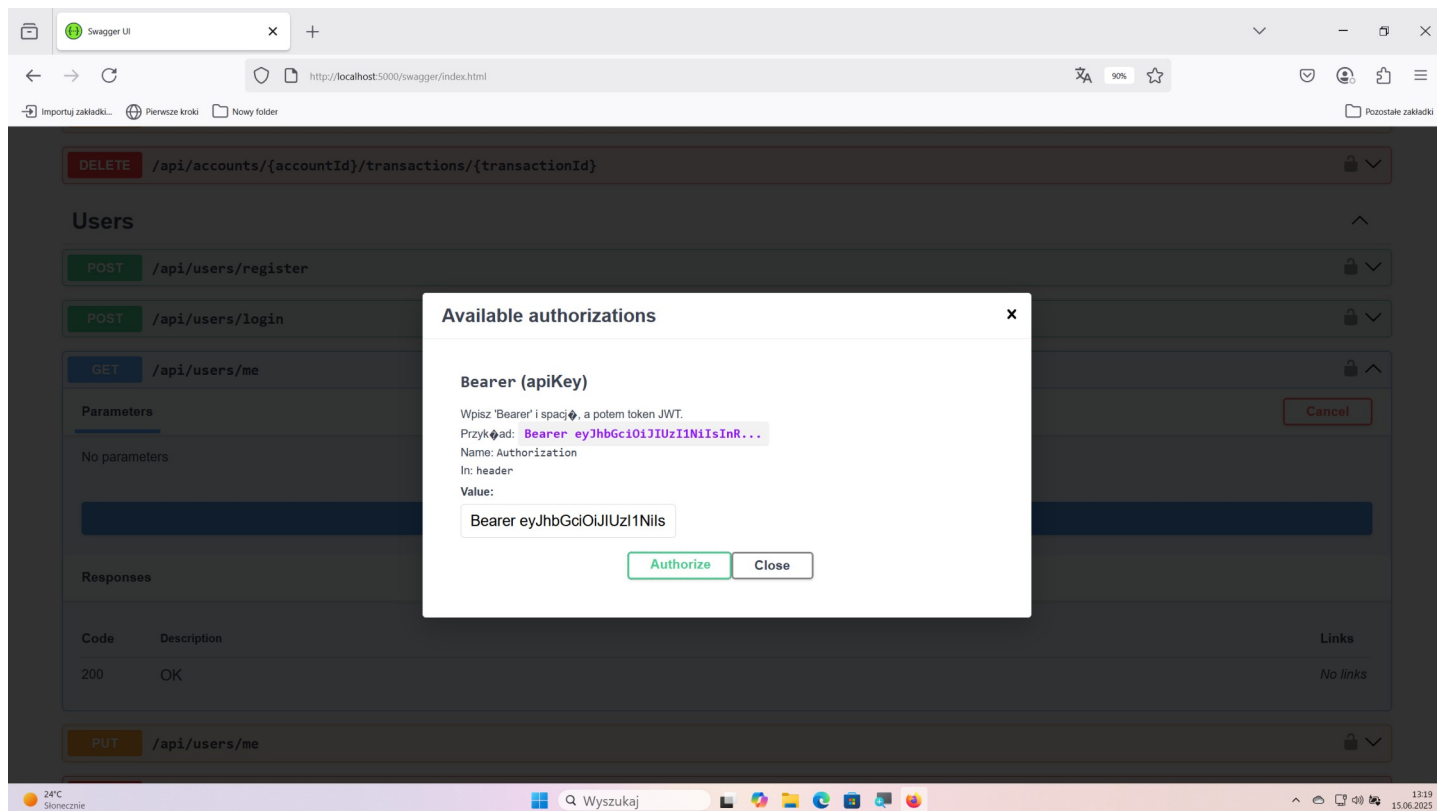 Swagger UI
http://localhost:5000/swagger/index.html
90%
Importuj zakładki...
Pierwsze kroki
Nowy folder
Pozostałe zakładki
DELETE /api/accounts/{accountId}/transactions/{transactionId}
Users
POST /api/users/register
POST /api/users/login
GET /api/users/me
Parameters
Cancel
No parameters
Available authorizations
Bearer (apiKey)
Wpisz 'Bearer' i spacj�, a potem token JWT.
Przyk�ad: Bearer eyJhbGciOiJIUzI1NiIsInR...
Name: Authorization
In: header
Value:
Bearer eyJhbGciOiJIUzI1NiIs
Authorize
Close
Responses
Code Description Links
200 OK No links
PUT /api/users/me
24°C
Słonecznie
Wyszukaj
13:19
15.06.2025